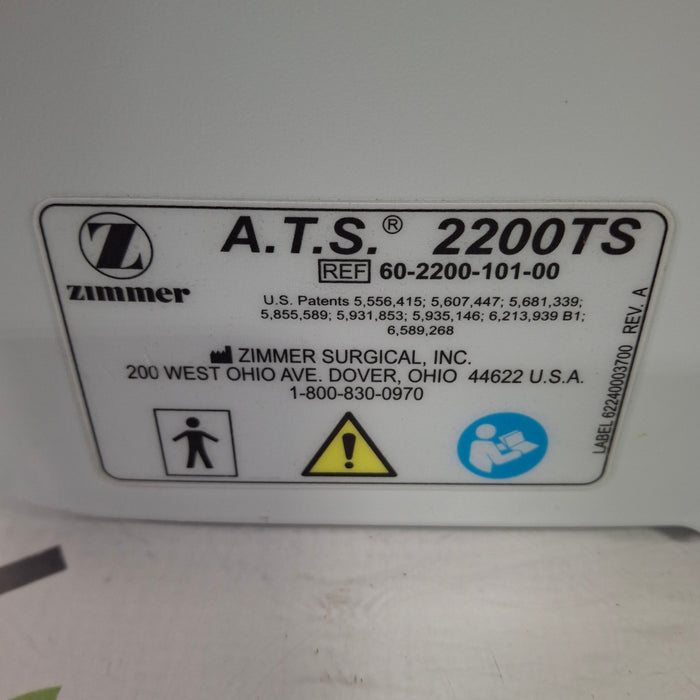 Z
zimmer
A.T.S.® 2200TS
REF 60-2200-101-00
U.S. Patents 5,556,415; 5,607,447; 5,681,339;
5,855,589; 5,931,853; 5,935,146; 6,213,939 B1;
6,589,268
ZIMMER SURGICAL, INC.
200 WEST OHIO AVE. DOVER, OHIO 44622 U.S.A.
1-800-830-0970
LABEL 62240003700 REV. A